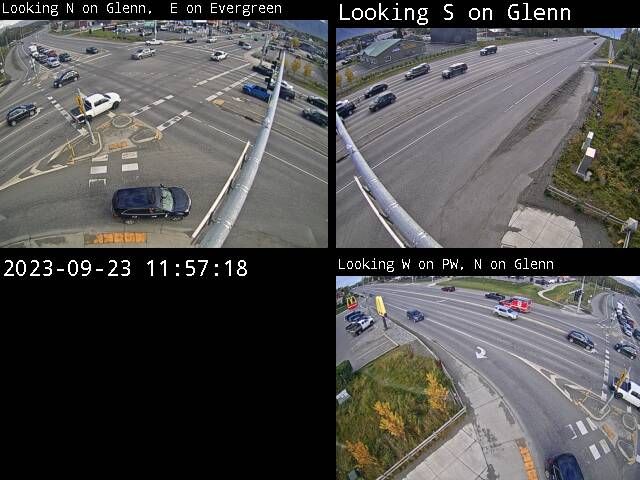 Looking N on Glenn,  E on Evergreen
Looking S on Glenn
2023-09-23 11:57:18
Looking W on PW, N on Glenn